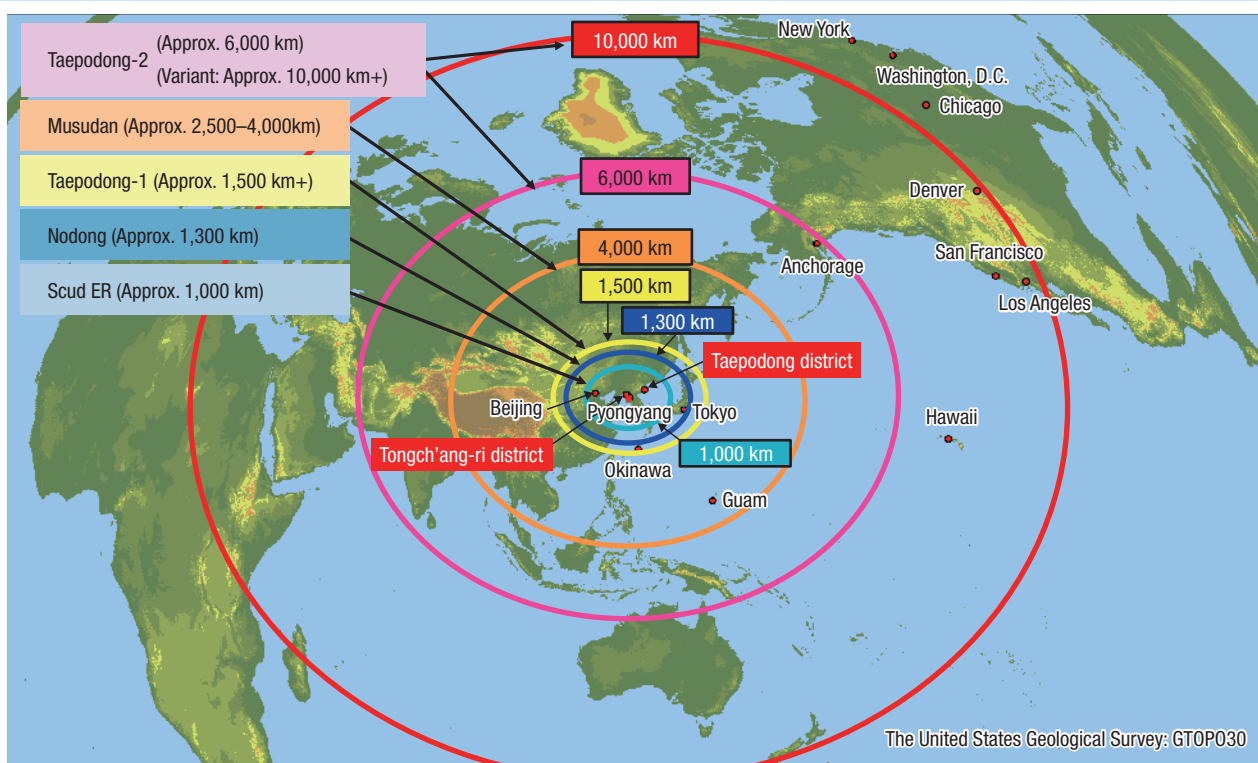 Taepodong-2
(Approx. 6,000 km)
(Variant: Approx. 10,000 km+)
Musudan (Approx. 2,500–4,000km)
Taepodong-1 (Approx. 1,500 km+)
Nodong (Approx. 1,300 km)
Scud ER (Approx. 1,000 km)
10,000 km
New York
Washington, D.C.
Chicago
6,000 km
Denver
4,000 km
Anchorage
San Francisco
1,500 km
Los Angeles
1,300 km
Taepodong district
Beijing
Pyongyang
Tokyo
Hawaii
Tongch'ang-ri district
1,000 km
Okinawa
Guam
The United States Geological Survey: GTOPO30